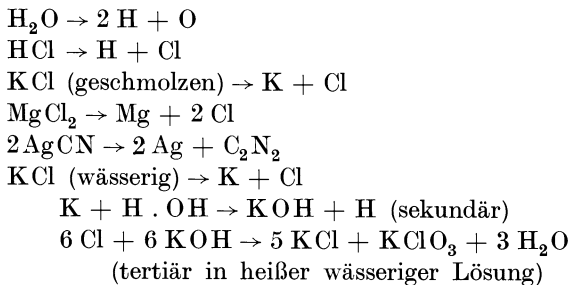 H₂O → 2 H + O
HCl → H + Cl
KCl (geschmolzen) → K + Cl
MgCl₂ → Mg + 2 Cl
2 AgCN → 2 Ag + C₂N₂
KCl (wässerig) → K + Cl
K + H . OH → KOH + H (sekundär)
6 Cl + 6 KOH → 5 KCl + KClO₃ + 3 H₂O
(tertiär in heißer wässeriger Lösung)